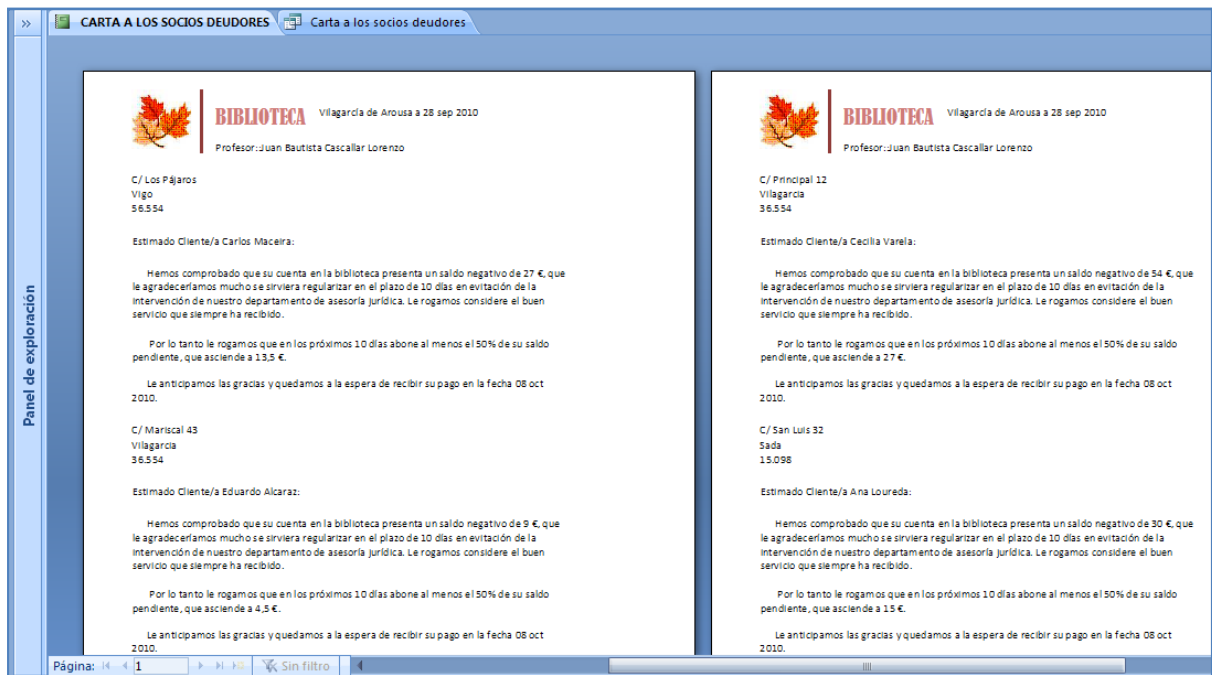 »
CARTA A LOS SOCIOS DEUDORES
Carta a los socios deudores
Panel de exploración
BIBLIOTECA
Vilagarcía de Arousa a 28 sep 2010
Profesor:Juan Bautista Cascallar Lorenzo
C/ Los Pájaros
Vigo
56.554
Estimado Cliente/a Carlos Maceira:
Hemos comprobado que su cuenta en la biblioteca presenta un saldo negativo de 27 €, que
le agradeceríamos mucho se sirviera regularizar en el plazo de 10 días en evitación de la
intervención de nuestro departamento de asesoría jurídica. Le rogamos considere el buen
servicio que siempre ha recibido.
Por lo tanto le rogamos que en los próximos 10 días abone al menos el 50% de su saldo
pendiente, que asciende a 13,5 €.
Le anticipamos las gracias y quedamos a la espera de recibir su pago en la fecha 08 oct
2010.
C/ Mariscal 43
Vilagarcia
36.554
Estimado Cliente/a Eduardo Alcaraz:
Hemos comprobado que su cuenta en la biblioteca presenta un saldo negativo de 9 €, que
le agradeceríamos mucho se sirviera regularizar en el plazo de 10 días en evitación de la
intervención de nuestro departamento de asesoría jurídica. Le rogamos considere el buen
servicio que siempre ha recibido.
Por lo tanto le rogamos que en los próximos 10 días abone al menos el 50% de su saldo
pendiente, que asciende a 4,5 €.
Le anticipamos las gracias y quedamos a la espera de recibir su pago en la fecha 08 oct
2010.
BIBLIOTECA
Vilagarcía de Arousa a 28 sep 2010
Profesor:Juan Bautista Cascallar Lorenzo
C/ Principal 12
Vilagarcia
36.554
Estimado Cliente/a Cecilia Varela:
Hemos comprobado que su cuenta en la biblioteca presenta un saldo negativo de 54 €, que
le agradeceríamos mucho se sirviera regularizar en el plazo de 10 días en evitación de la
intervención de nuestro departamento de asesoría jurídica. Le rogamos considere el buen
servicio que siempre ha recibido.
Por lo tanto le rogamos que en los próximos 10 días abone al menos el 50% de su saldo
pendiente, que asciende a 27 €.
Le anticipamos las gracias y quedamos a la espera de recibir su pago en la fecha 08 oct
2010.
C/ San Luis 32
Sada
15.098
Estimado Cliente/a Ana Loureda:
Hemos comprobado que su cuenta en la biblioteca presenta un saldo negativo de 30 €, que
le agradeceríamos mucho se sirviera regularizar en el plazo de 10 días en evitación de la
intervención de nuestro departamento de asesoría jurídica. Le rogamos considere el buen
servicio que siempre ha recibido.
Por lo tanto le rogamos que en los próximos 10 días abone al menos el 50% de su saldo
pendiente, que asciende a 15 €.
Le anticipamos las gracias y quedamos a la espera de recibir su pago en la fecha 08 oct
2010.
Página: 1 Sin filtro